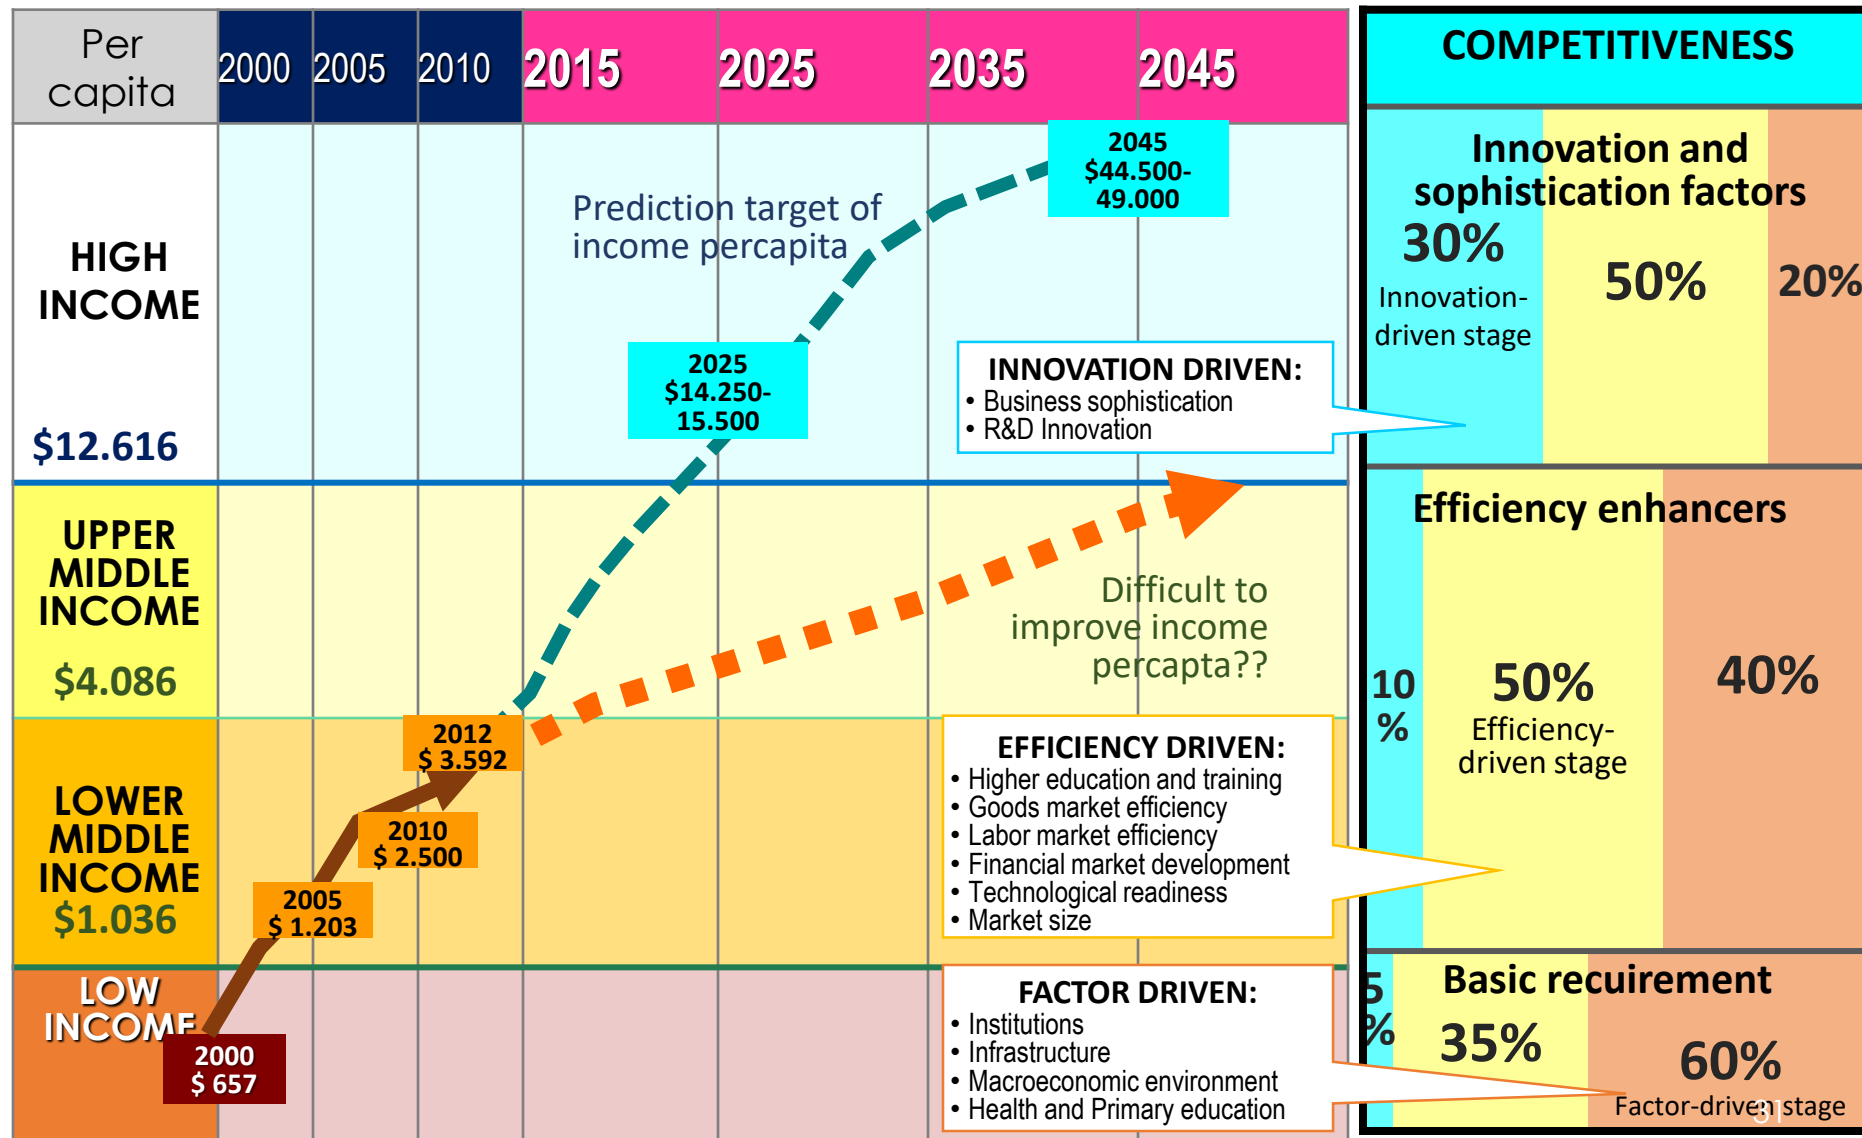 Per
capita
2000
2005
2010
2015
2025
2035
2045
COMPETITIVENESS
HIGH
INCOME
$12.616
UPPER
MIDDLE
INCOME
$4.086
LOWER
MIDDLE
INCOME
$1.036
LOW
INCOME
2000
$ 657
2005
$ 1.203
2010
$ 2.500
2012
$ 3.592
2025
$14.250-
15.500
2045
$44.500-
49.000
Prediction target of
income percapita
Difficult to
improve income
percapta??
INNOVATION DRIVEN:
• Business sophistication
• R&D Innovation
EFFICIENCY DRIVEN:
• Higher education and training
• Goods market efficiency
• Labor market efficiency
• Financial market development
• Technological readiness
• Market size
FACTOR DRIVEN:
• Institutions
• Infrastructure
• Macroeconomic environment
• Health and Primary education
Innovation and
sophistication factors
30%
Innovation-
driven stage
50%
20%
Efficiency enhancers
10
%
50%
Efficiency-
driven stage
40%
Basic recuirement
5
%
35%
60%
Factor-driven stage
31